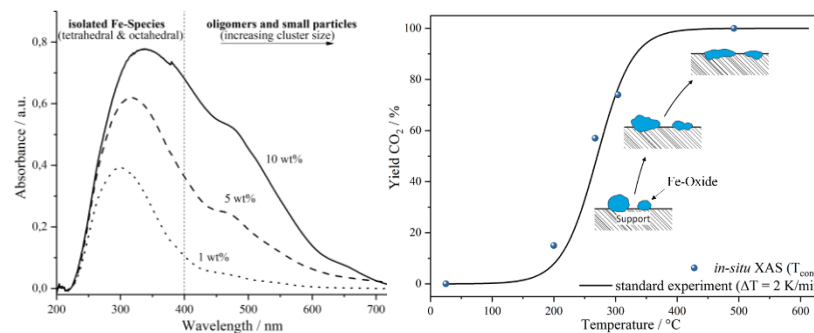 isolated Fe-Species
(tetrahedral & octahedral)
oligomers and small particles
(increasing cluster size)
0,8
0,6
0,4
0,2
0,0
Absorbance / a.u.
10 wt%
5 wt%
1 wt%
200
300
400
500
600
700
Wavelength / nm
100
80
60
40
20
0
Yield CO₂ / %
Fe-Oxide
Support
in-situ XAS (T
standard experiment (ΔT = 2 K/
0
100
200
300
400
500
600
Temperature / °C